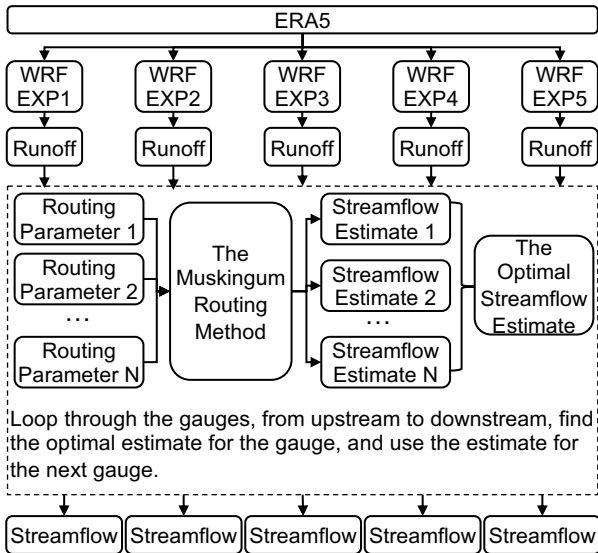 ERA5
WRF
EXP1
WRF
EXP2
WRF
EXP3
WRF
EXP4
WRF
EXP5
Runoff
Runoff
Runoff
Runoff
Runoff
Routing
Parameter 1
Routing
Parameter 2
...
Routing
Parameter N
The
Muskingum
Routing
Method
Streamflow
Estimate 1
Streamflow
Estimate 2
...
Streamflow
Estimate N
The
Optimal
Streamflow
Estimate
Loop through the gauges, from upstream to downstream, find
the optimal estimate for the gauge, and use the estimate for
the next gauge.
Streamflow
Streamflow
Streamflow
Streamflow
Streamflow